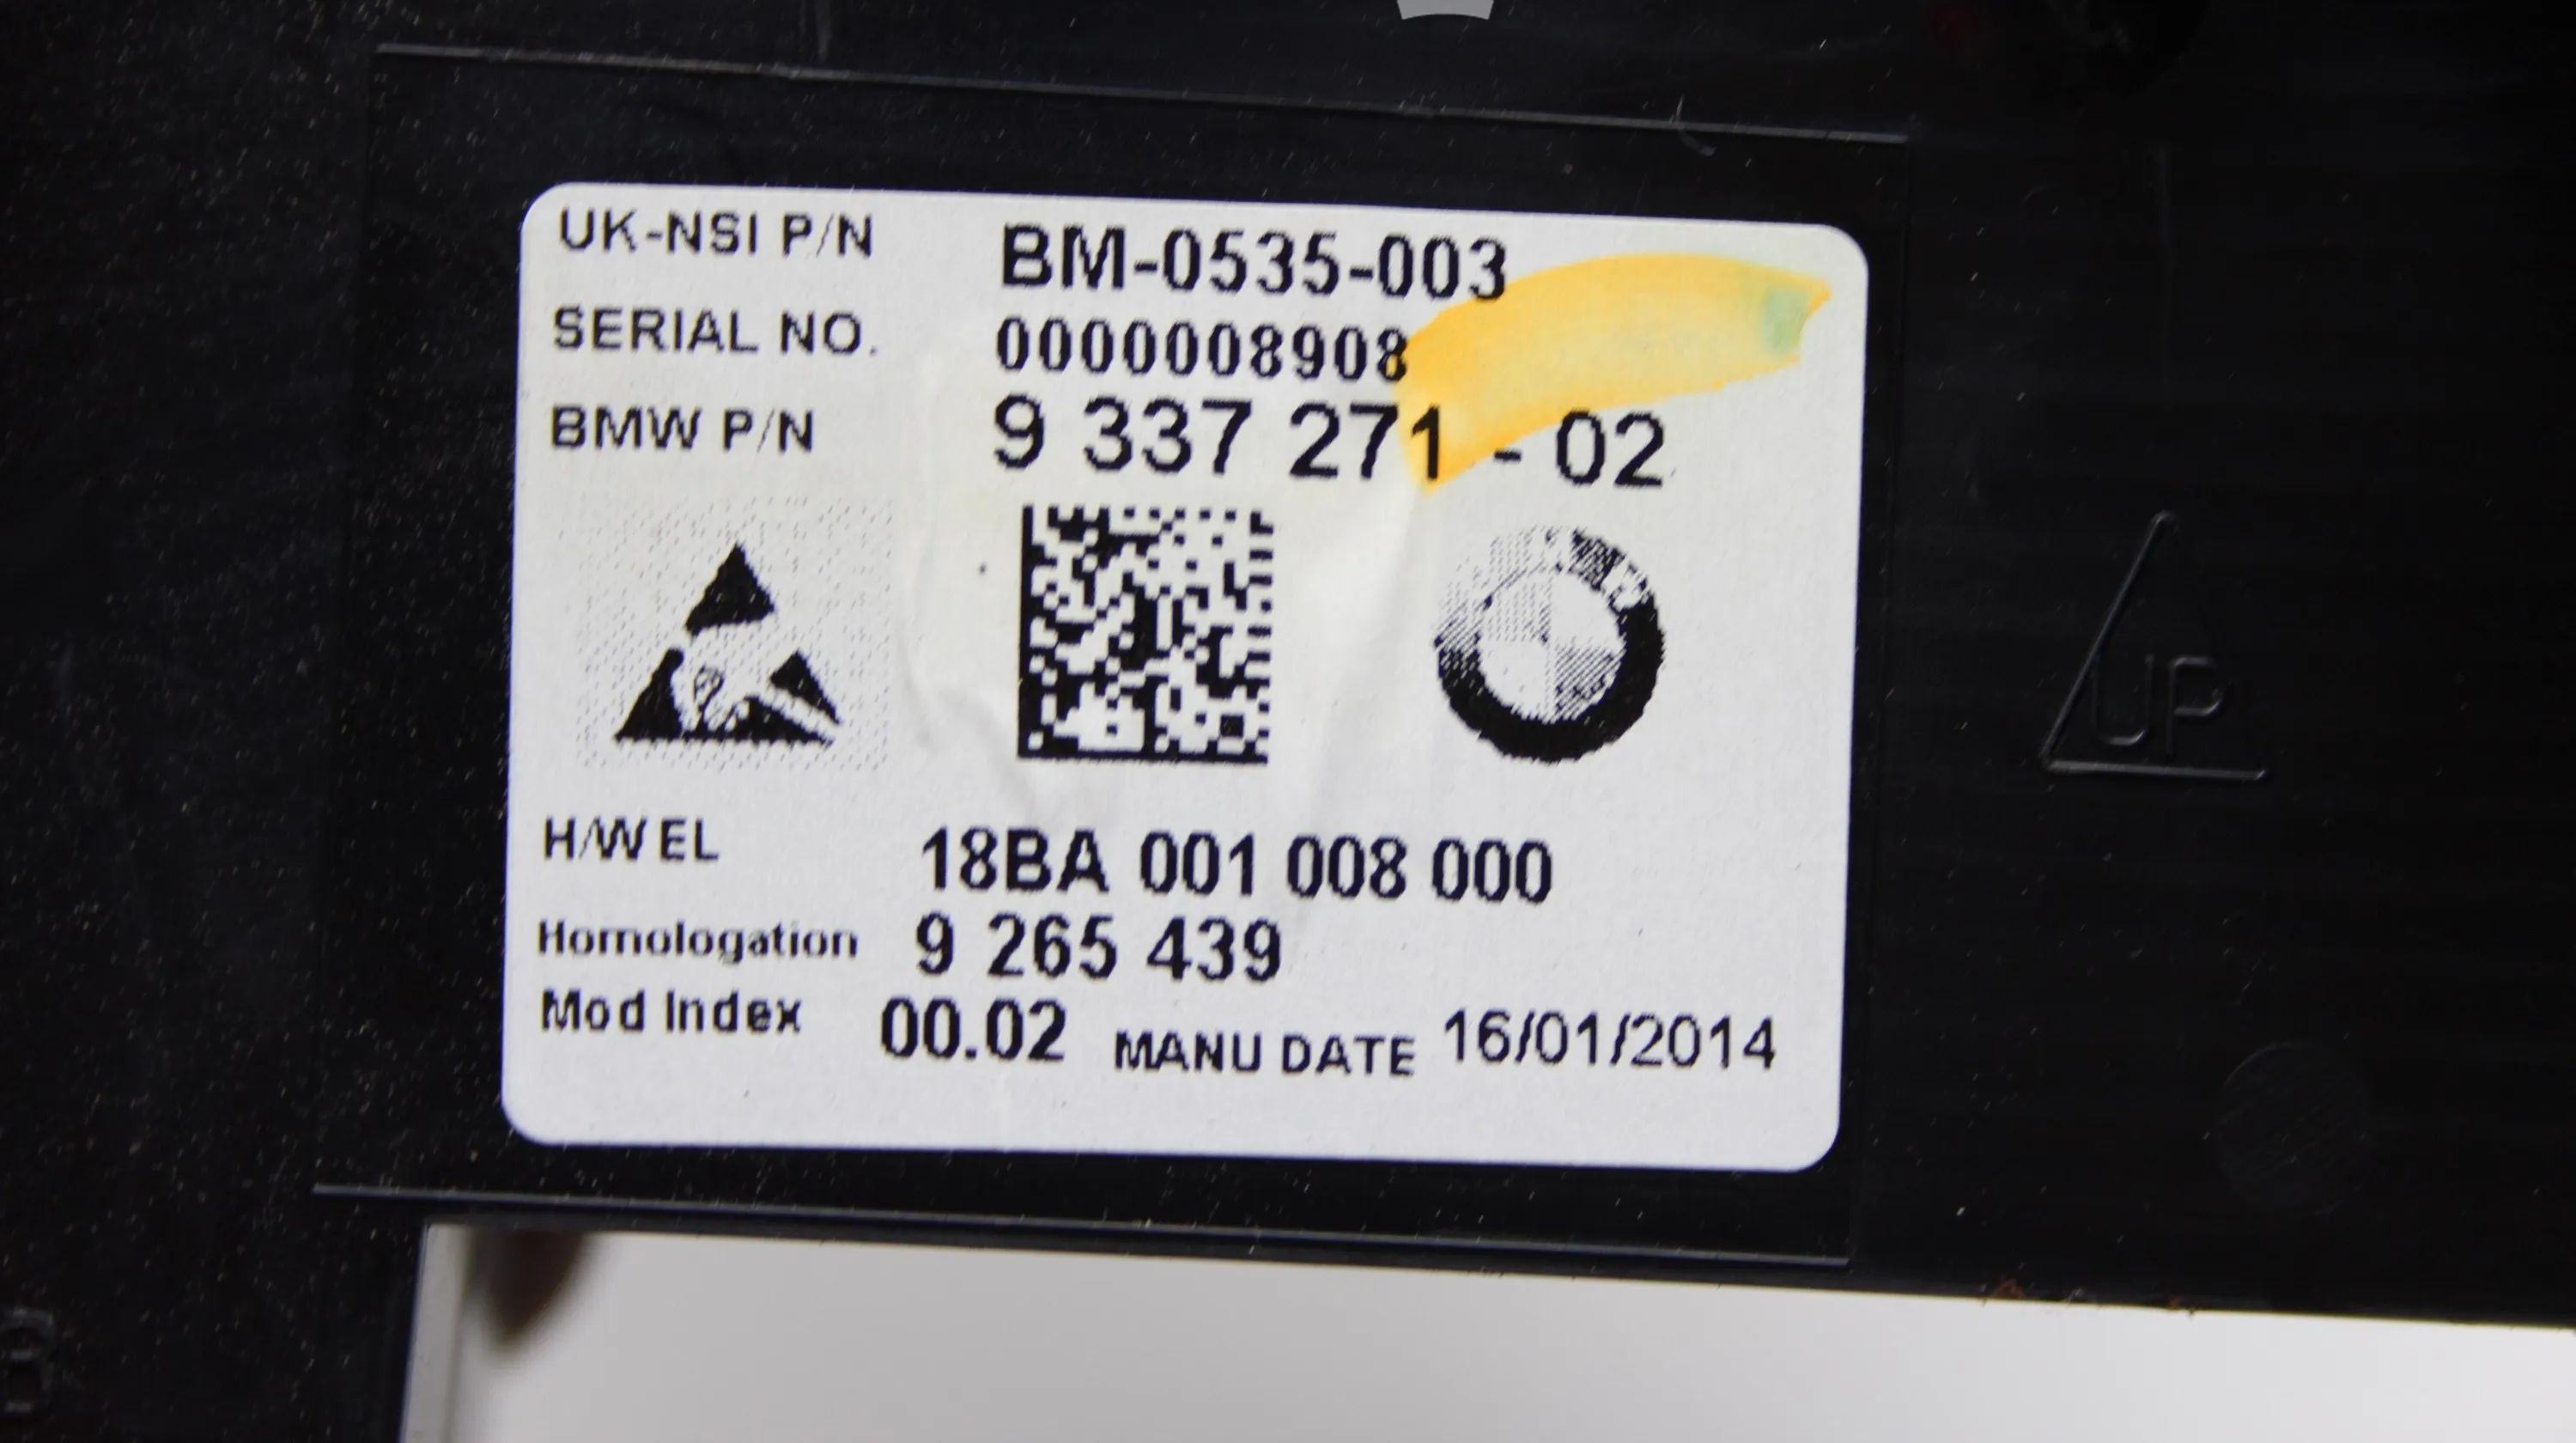 UK-NSI P/N BM-0535-003
SERIAL NO. 0000008908
BMW P/N 9 337 271 - 02
H/W EL 18BA 001 008 000
Homologation 9 265 439
Mod Index 00.02 MANU DATE 16/01/2014
UP